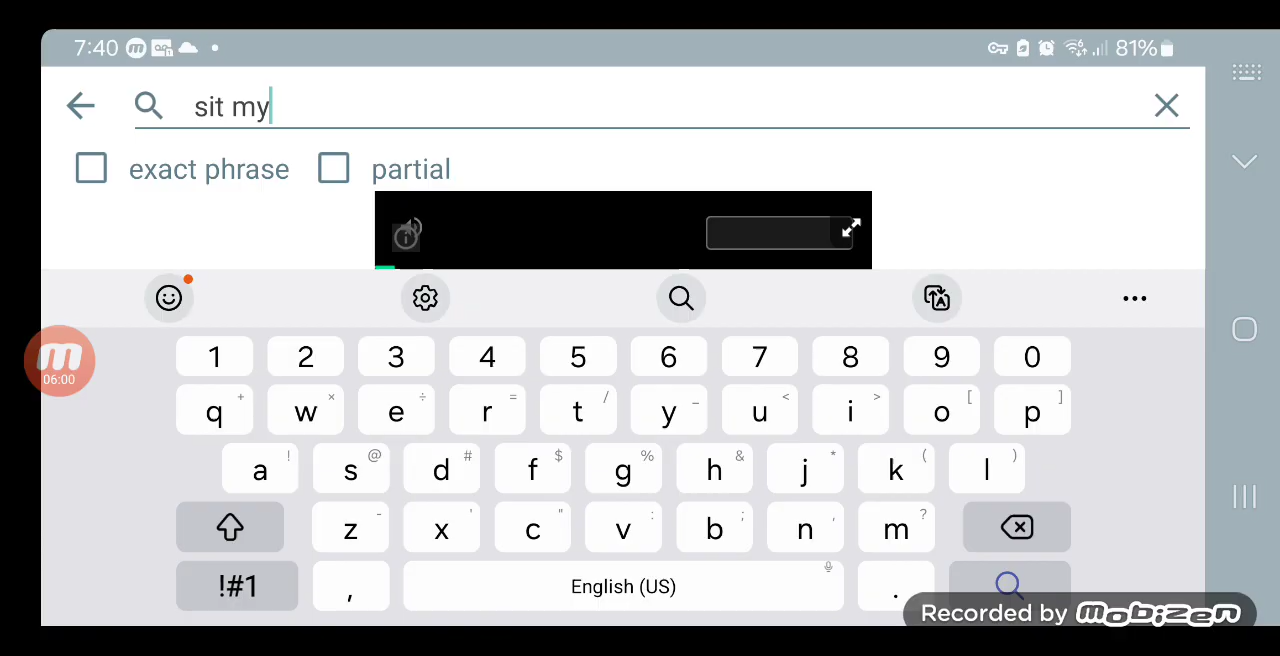 7:40 81%
sit my
exact phrase partial
1 2 3 4 5 6 7 8 9 0
q + w × e ÷ r = t / y _ u < i > o [ p ]
a ! s @ d # f $ g % h & j * k ( l )
z - x ' c " v : b ; n , m ?
06:00
!#1 , English (US) .
Recorded by mobizen